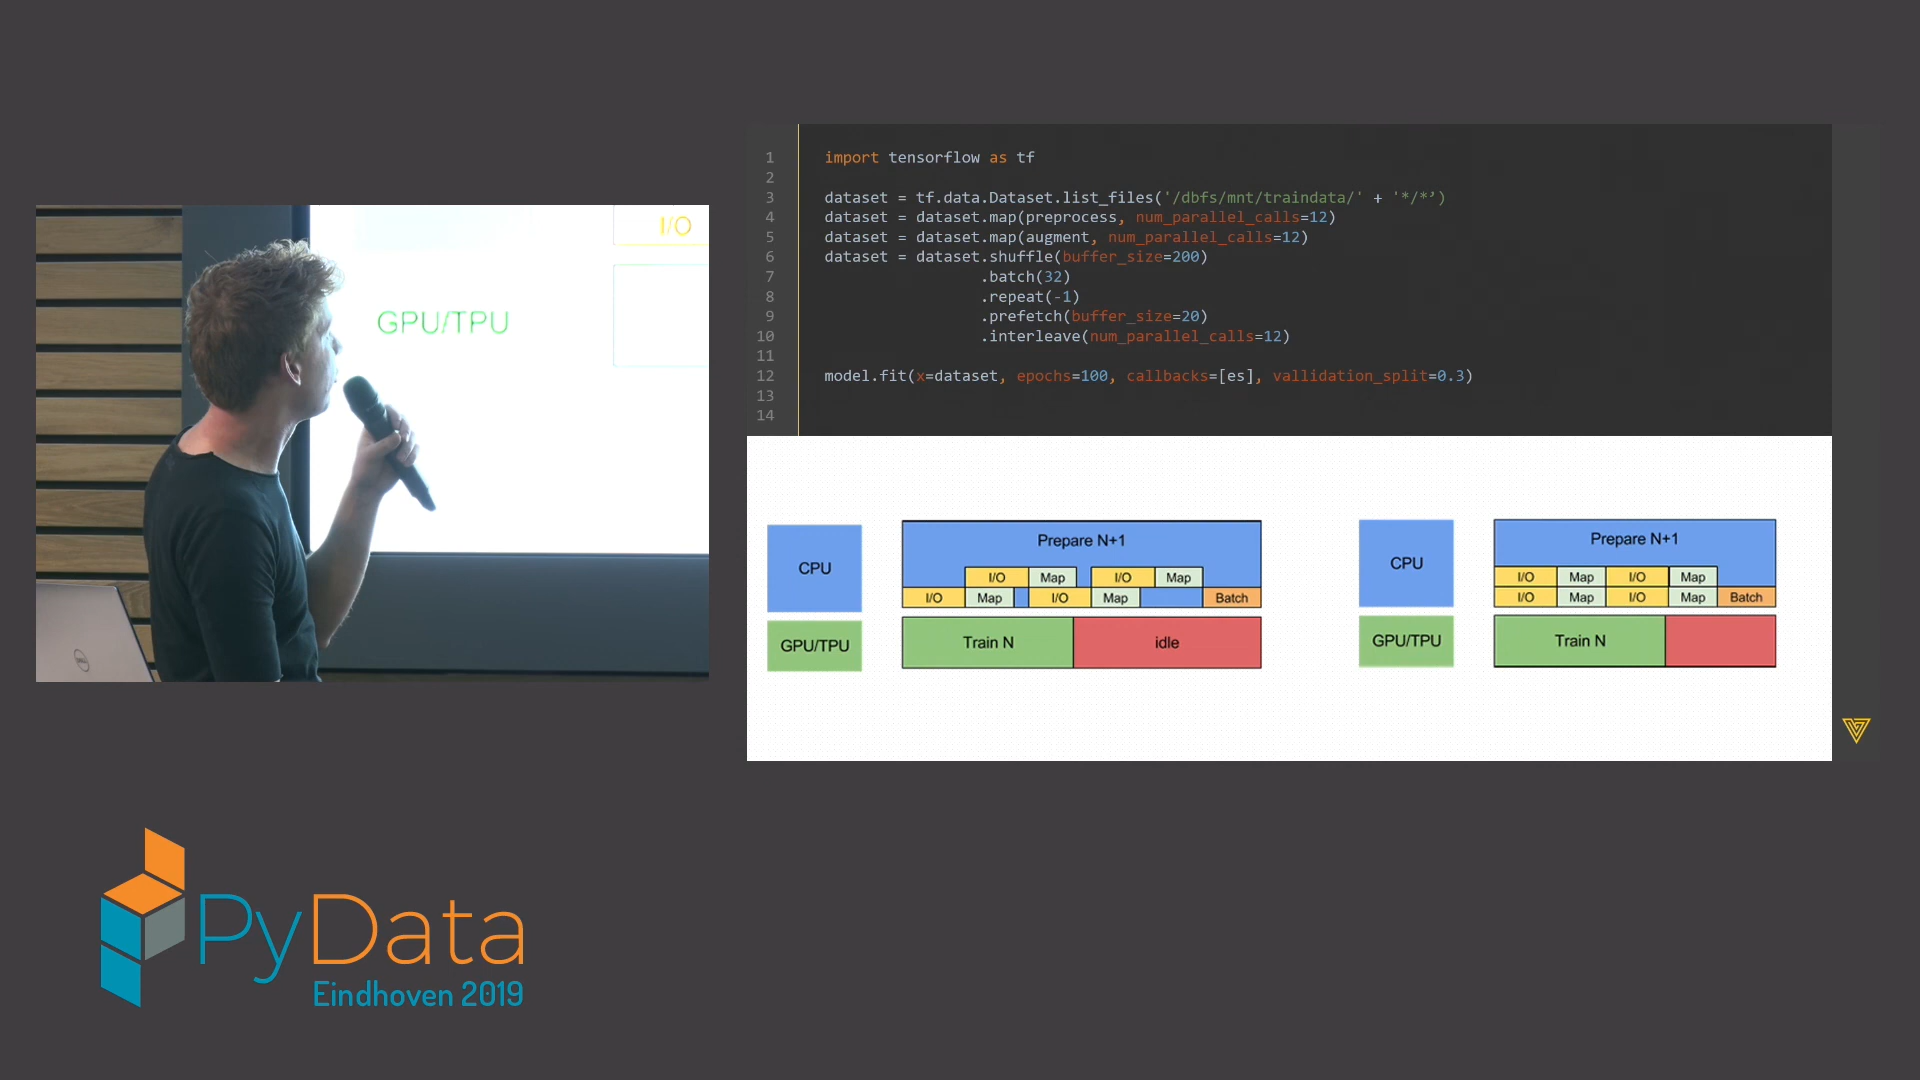 I/O
GPU/TPU
1 import tensorflow as tf
2
3 dataset = tf.data.Dataset.list_files('/dbfs/mnt/traindata/' + '*/*’)
4 dataset = dataset.map(preprocess, num_parallel_calls=12)
5 dataset = dataset.map(augment, num_parallel_calls=12)
6 dataset = dataset.shuffle(buffer_size=200)
7 .batch(32)
8 .repeat(-1)
9 .prefetch(buffer_size=20)
10 .interleave(num_parallel_calls=12)
11
12 model.fit(x=dataset, epochs=100, callbacks=[es], vallidation_split=0.3)
13
14
CPU
Prepare N+1
I/O Map I/O Map
I/O Map I/O Map Batch
GPU/TPU
Train N idle
CPU
Prepare N+1
I/O Map I/O Map
I/O Map I/O Map Batch
GPU/TPU
Train N
DELL
PyData
Eindhoven 2019